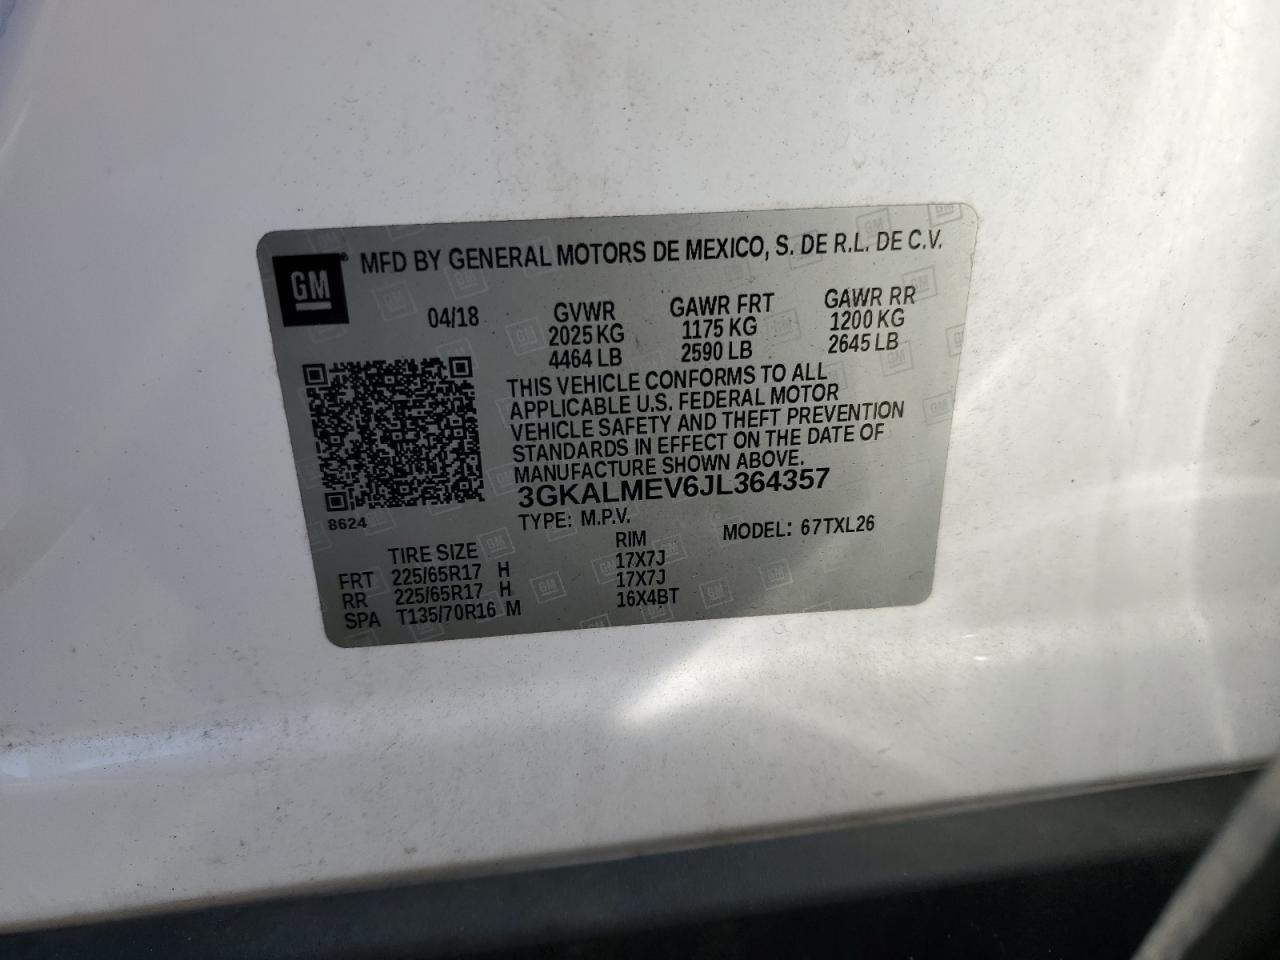 GM
MFD BY GENERAL MOTORS DE MEXICO, S. DE R.L. DE C.V.
04/18 GVWR GAWR FRT GAWR RR
2025 KG 1175 KG 1200 KG
4464 LB 2590 LB 2645 LB
THIS VEHICLE CONFORMS TO ALL
APPLICABLE U.S. FEDERAL MOTOR
VEHICLE SAFETY AND THEFT PREVENTION
STANDARDS IN EFFECT ON THE DATE OF
MANUFACTURE SHOWN ABOVE.
3GKALMEV6JL364357
8624
TYPE: M.P.V. MODEL: 67TXL26
TIRE SIZE RIM
FRT 225/65R17 H 17X7J
RR 225/65R17 H 17X7J
SPA T135/70R16 M 16X4BT